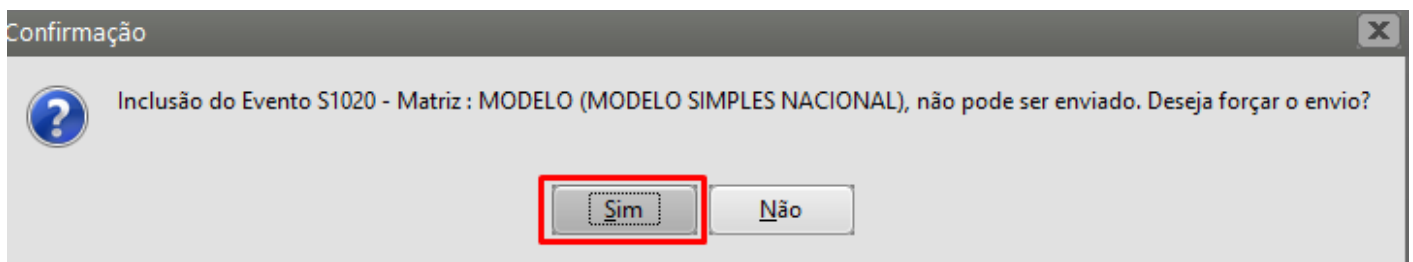 Confirmação
Inclusão do Evento S1020 - Matriz : MODELO (MODELO SIMPLES NACIONAL), não pode ser enviado. Deseja forçar o envio?
Sim
Não